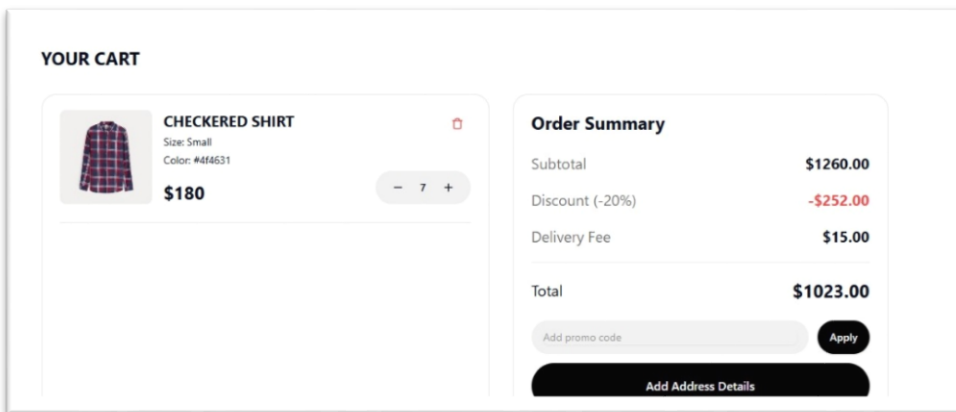 YOUR CART
CHECKERED SHIRT
Size: Small
Color: #4f4631
$180
− 7 +
Order Summary
Subtotal $1260.00
Discount (-20%) -$252.00
Delivery Fee $15.00
Total $1023.00
Add promo code Apply
Add Address Details